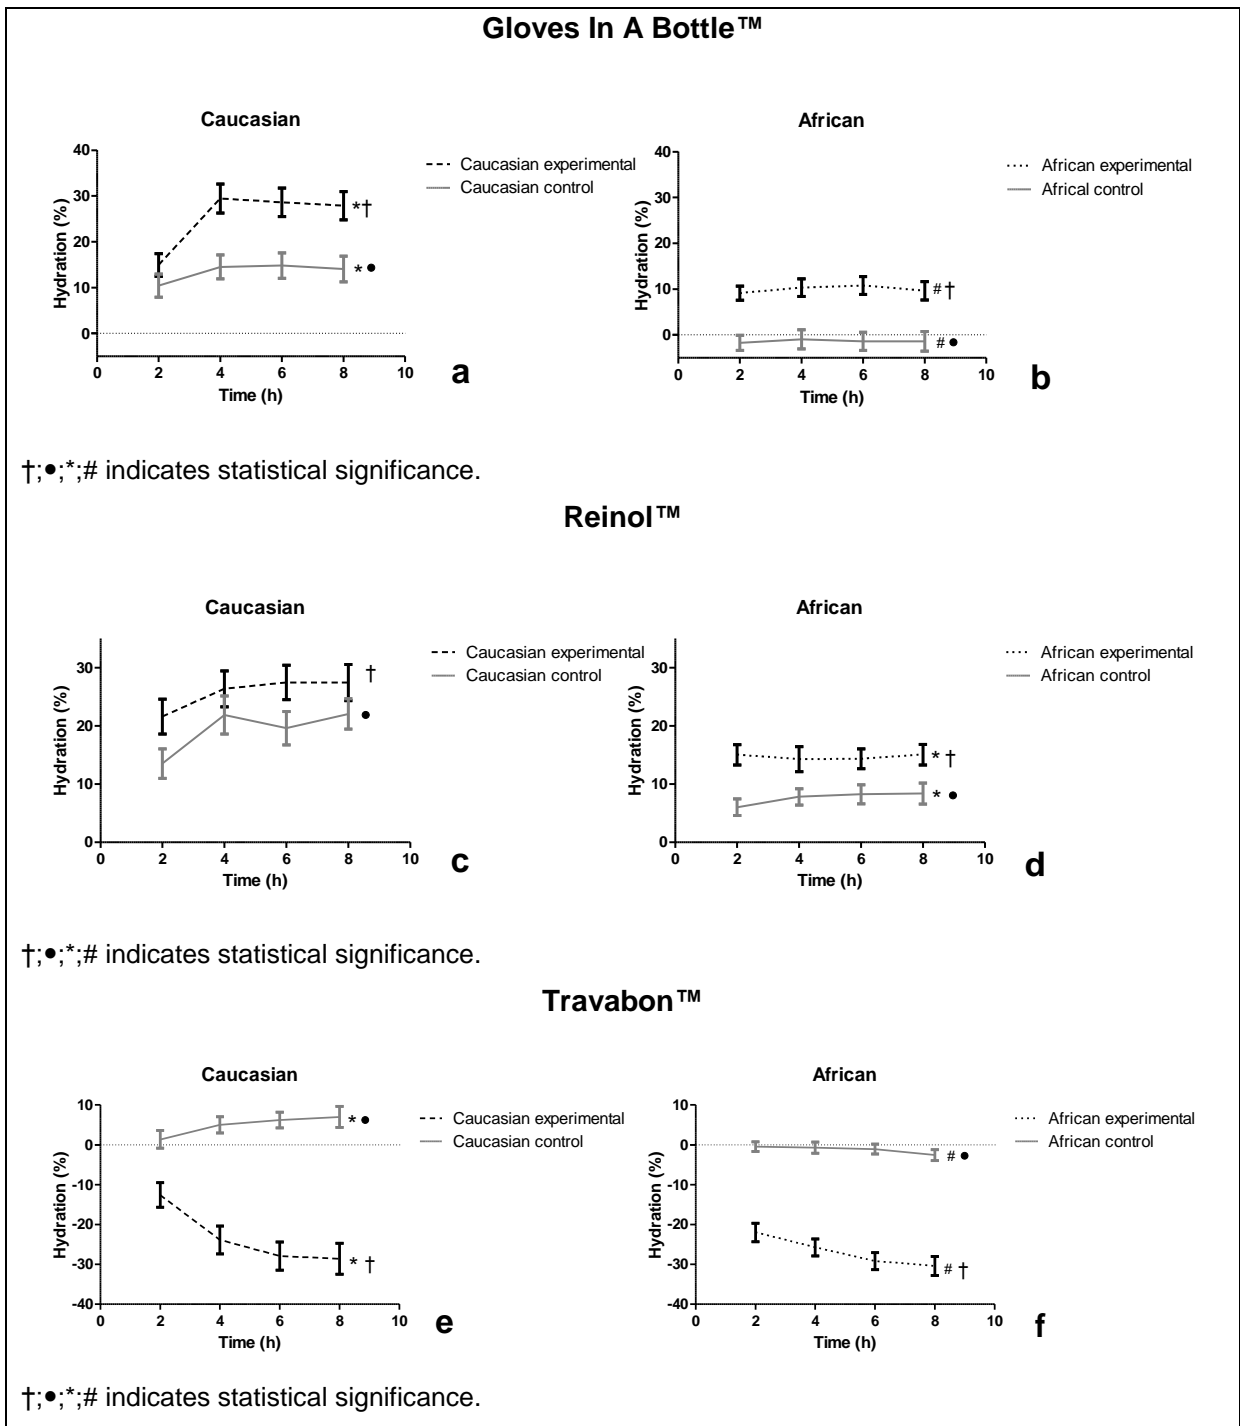 Gloves In A Bottle™
Caucasian
40
30
20
10
0
Hydration (%)
0 2 4 6 8 10
Time (h)
*†
*●
Caucasian experimental
Caucasian control
a
African
40
30
20
10
0
Hydration (%)
0 2 4 6 8 10
Time (h)
#†
#●
African experimental
Africal control
b
†;●;*;# indicates statistical significance.
Reinol™
Caucasian
30
20
10
0
Hydration (%)
0 2 4 6 8 10
Time (h)
†
●
Caucasian experimental
Caucasian control
c
African
30
20
10
0
Hydration (%)
0 2 4 6 8 10
Time (h)
* †
* ●
African experimental
African control
d
†;●;*;# indicates statistical significance.
Travabon™
Caucasian
10
0
-10
-20
-30
-40
Hydration (%)
0 2 4 6 8 10
Time (h)
* ●
* †
Caucasian experimental
Caucasian control
e
African
10
0
-10
-20
-30
-40
Hydration (%)
0 2 4 6 8 10
Time (h)
# ●
# †
African experimental
African control
f
†;●;*;# indicates statistical significance.